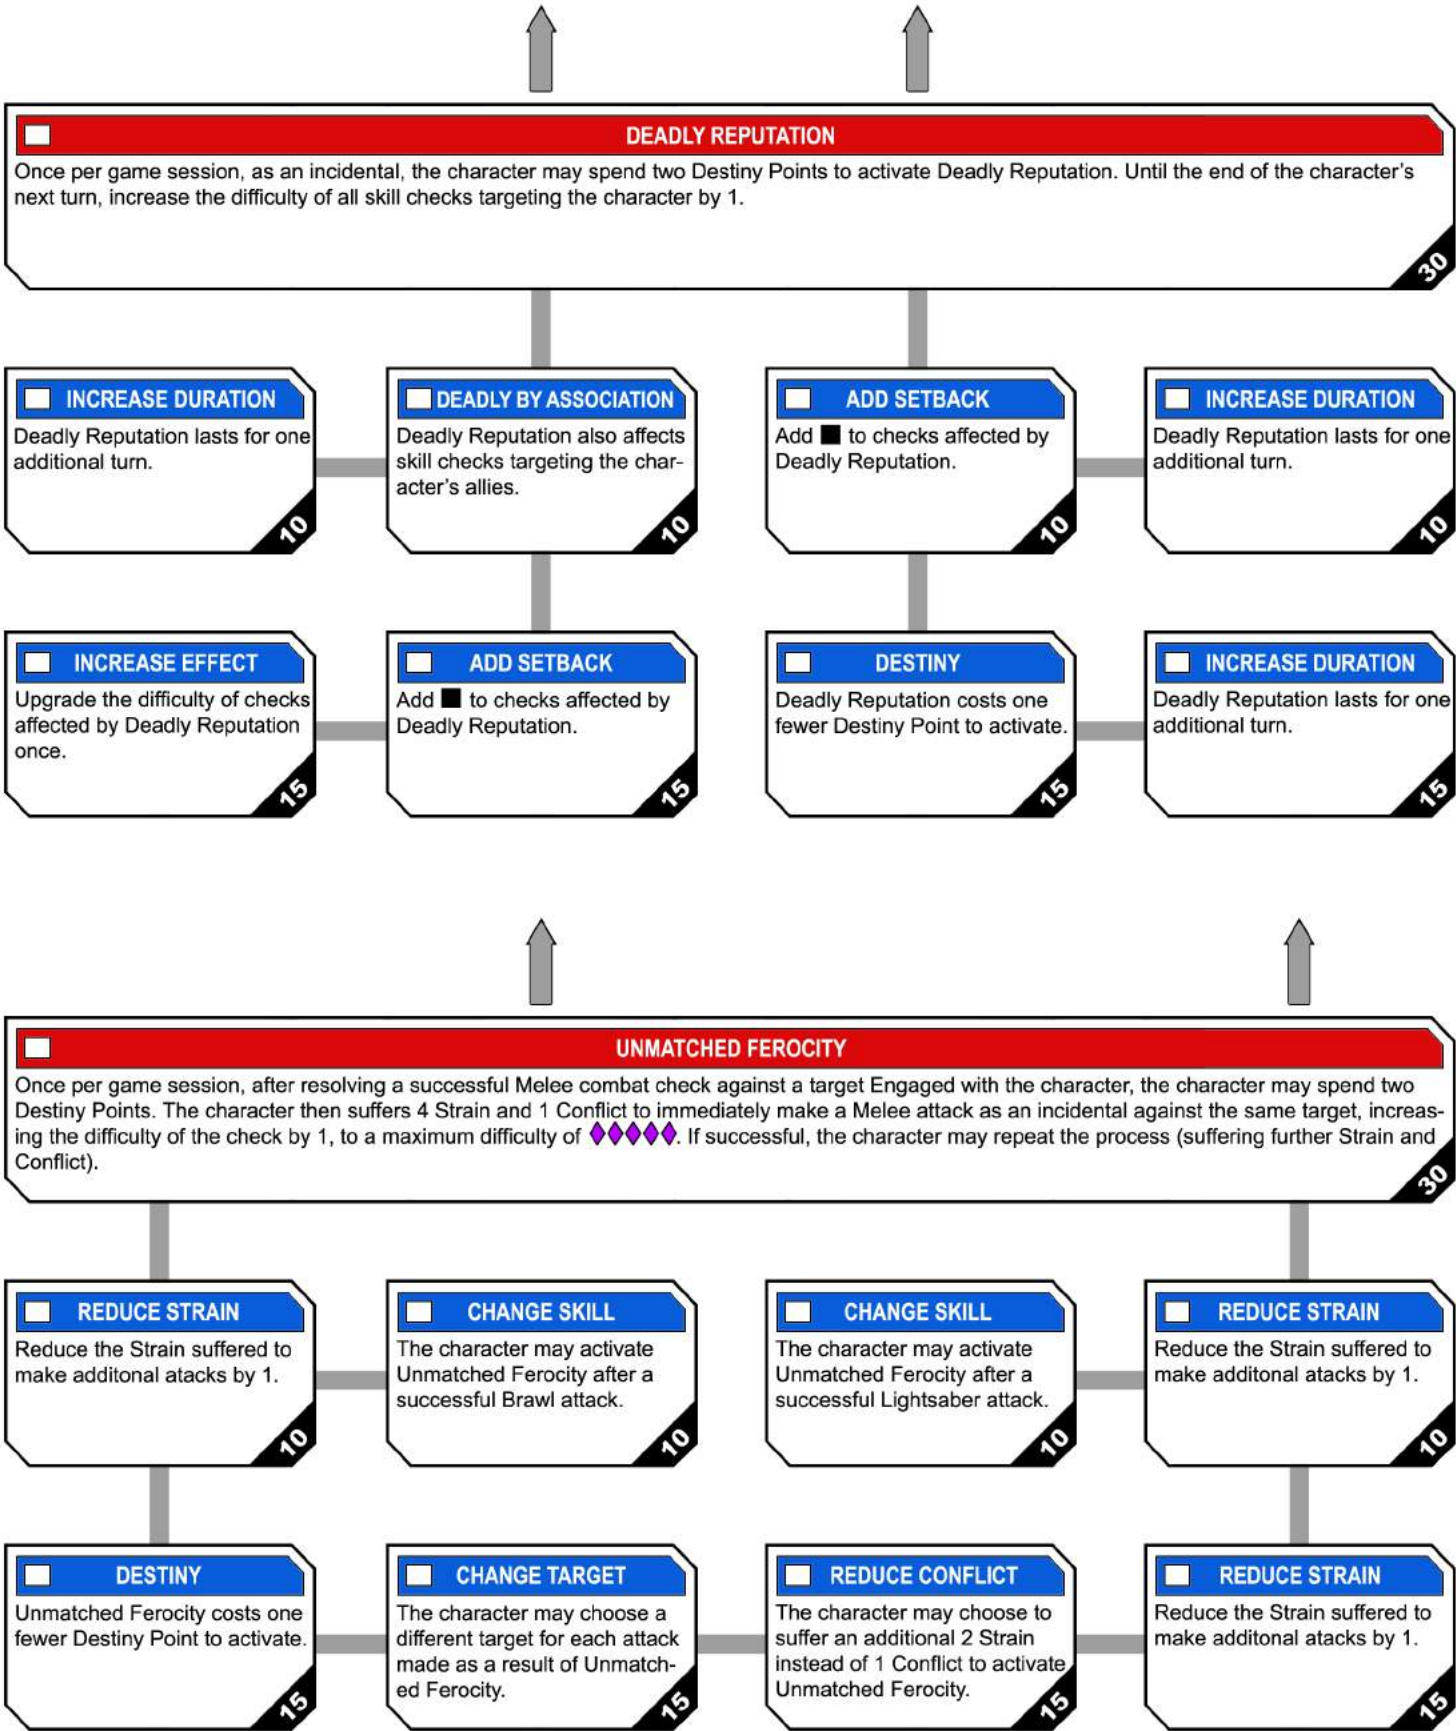 DEADLY REPUTATION
Once per game session, as an incidental, the character may spend two Destiny Points to activate Deadly Reputation. Until the end of the character's
next turn, increase the difficulty of all skill checks targeting the character by 1.
30
INCREASE DURATION
Deadly Reputation lasts for one
additional turn.
10
DEADLY BY ASSOCIATION
Deadly Reputation also affects
skill checks targeting the char-
acter's allies.
10
ADD SETBACK
Add ■ to checks affected by
Deadly Reputation.
10
INCREASE DURATION
Deadly Reputation lasts for one
additional turn.
10
INCREASE EFFECT
Upgrade the difficulty of checks
affected by Deadly Reputation
once.
15
ADD SETBACK
Add ■ to checks affected by
Deadly Reputation.
15
DESTINY
Deadly Reputation costs one
fewer Destiny Point to activate.
15
INCREASE DURATION
Deadly Reputation lasts for one
additional turn.
15
UNMATCHED FEROCITY
Once per game session, after resolving a successful Melee combat check against a target Engaged with the character, the character may spend two
Destiny Points. The character then suffers 4 Strain and 1 Conflict to immediately make a Melee attack as an incidental against the same target, increas-
ing the difficulty of the check by 1, to a maximum difficulty of ♦♦♦♦♦. If successful, the character may repeat the process (suffering further Strain and
Conflict).
30
REDUCE STRAIN
Reduce the Strain suffered to
make additonal atacks by 1.
10
CHANGE SKILL
The character may activate
Unmatched Ferocity after a
successful Brawl attack.
10
CHANGE SKILL
The character may activate
Unmatched Ferocity after a
successful Lightsaber attack.
10
REDUCE STRAIN
Reduce the Strain suffered to
make additonal atacks by 1.
10
DESTINY
Unmatched Ferocity costs one
fewer Destiny Point to activate.
15
CHANGE TARGET
The character may choose a
different target for each attack
made as a result of Unmatch-
ed Ferocity.
15
REDUCE CONFLICT
The character may choose to
suffer an additional 2 Strain
instead of 1 Conflict to activate
Unmatched Ferocity.
15
REDUCE STRAIN
Reduce the Strain suffered to
make additonal atacks by 1.
15